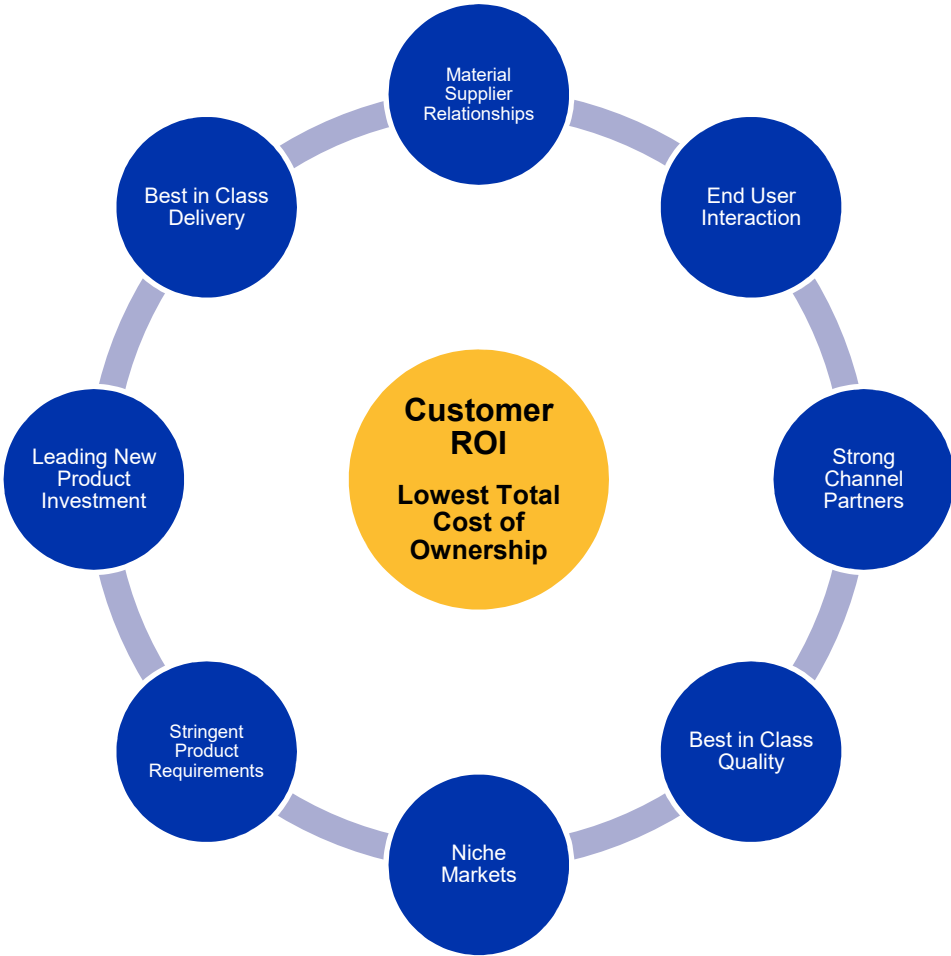 Material
Supplier
Relationships
End User
Interaction
Strong
Channel
Partners
Best in Class
Quality
Niche
Markets
Stringent
Product
Requirements
Leading New
Product
Investment
Best in Class
Delivery
Customer
ROI
Lowest Total
Cost of
Ownership